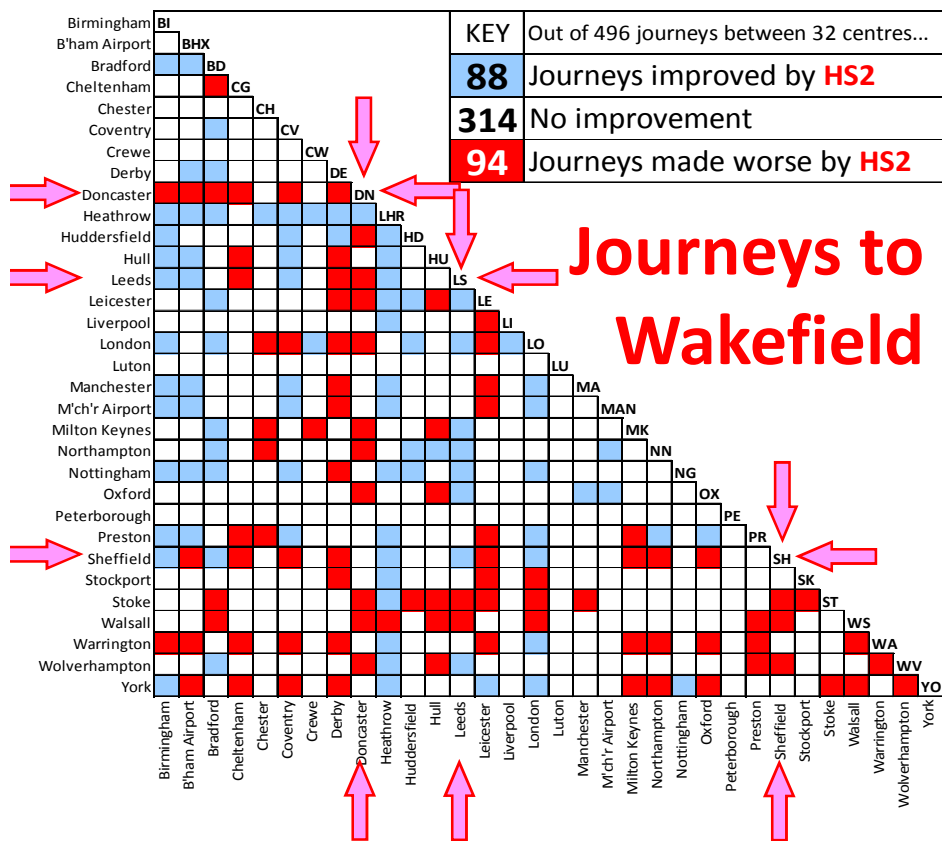 Birmingham BI
B'ham Airport BHX
Bradford BD
Cheltenham CG
Chester CH
Coventry CV
Crewe CW
Derby DE
Doncaster DN
Heathrow LHR
Huddersfield HD
Hull HU
Leeds LS
Leicester LE
Liverpool LI
London LO
Luton LU
Manchester MA
M'ch'r Airport MAN
Milton Keynes MK
Northampton NN
Nottingham NG
Oxford OX
Peterborough PE
Preston PR
Sheffield SH
Stockport SK
Stoke ST
Walsall WS
Warrington WA
Wolverhampton WV
York YO
KEY Out of 496 journeys between 32 centres...
88 Journeys improved by HS2
314 No improvement
94 Journeys made worse by HS2
Journeys to
Wakefield
Birmingham
B'ham Airport
Bradford
Cheltenham
Chester
Coventry
Crewe
Derby
Doncaster
Heathrow
Huddersfield
Hull
Leeds
Leicester
Liverpool
London
Luton
Manchester
M'ch'r Airport
Milton Keynes
Northampton
Nottingham
Oxford
Peterborough
Preston
Sheffield
Stockport
Stoke
Walsall
Warrington
Wolverhampton
York